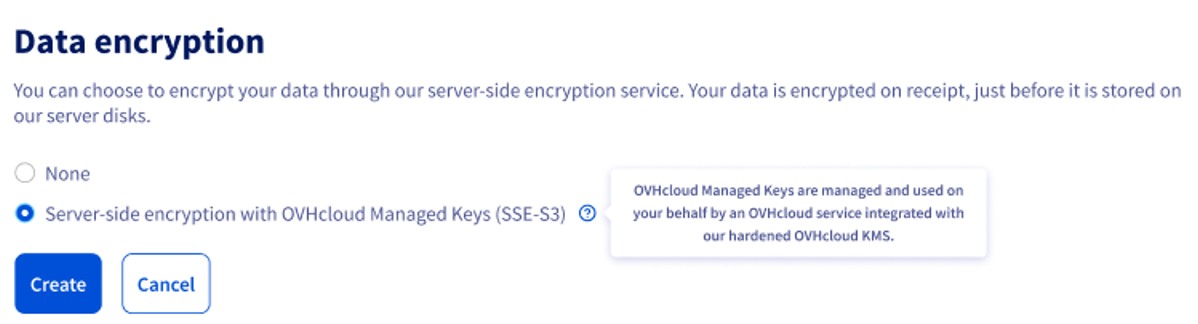 Data encryption
You can choose to encrypt your data through our server-side encryption service. Your data is encrypted on receipt, just before it is stored on
our server disks.
None
Server-side encryption with OVHcloud Managed Keys (SSE-S3)
OVHcloud Managed Keys are managed and used on
your behalf by an OVHcloud service integrated with
our hardened OVHcloud KMS.
Create
Cancel